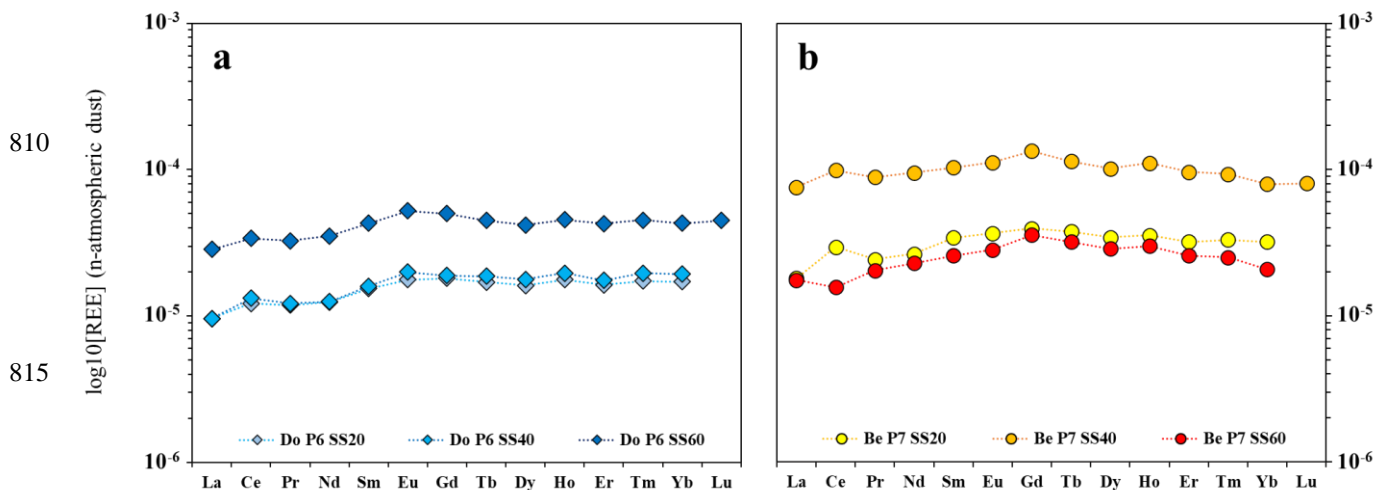 a
b
810
815
log10[REE] (n-atmospheric dust)
10-3
10-4
10-5
10-6
Do P6 SS20 Do P6 SS40 Do P6 SS60
La Ce Pr Nd Sm Eu Gd Tb Dy Ho Er Tm Yb Lu
10-3
10-4
10-5
10-6
Be P7 SS20 Be P7 SS40 Be P7 SS60
La Ce Pr Nd Sm Eu Gd Tb Dy Ho Er Tm Yb Lu